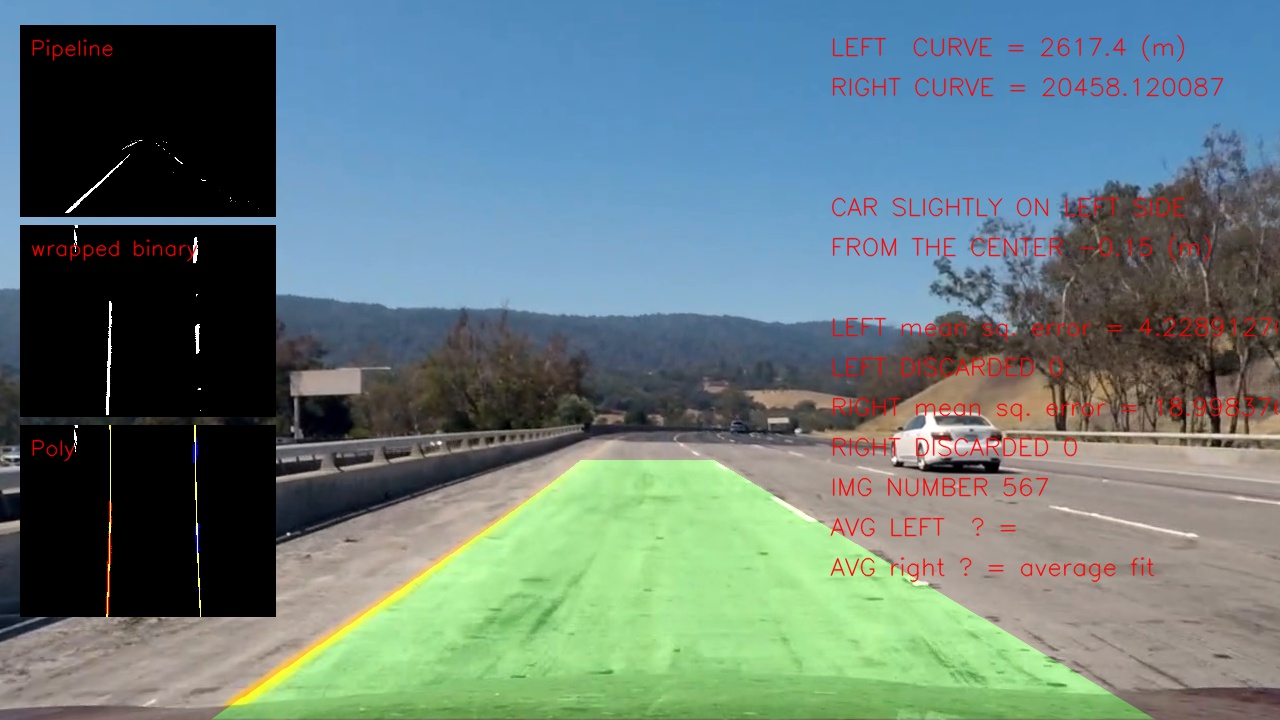 Pipeline
wrapped binary
Poly
LEFT  CURVE = 2617.4 (m)
RIGHT CURVE = 20458.120087
CAR SLIGHTLY ON LEFT SIDE
FROM THE CENTER -0.15 (m)
LEFT mean sq. error = 4.2289127
LEFT DISCARDED 0
RIGHT mean sq. error = 18.998376
RIGHT DISCARDED 0
IMG NUMBER 567
AVG LEFT  ? =
AVG right ? = average fit